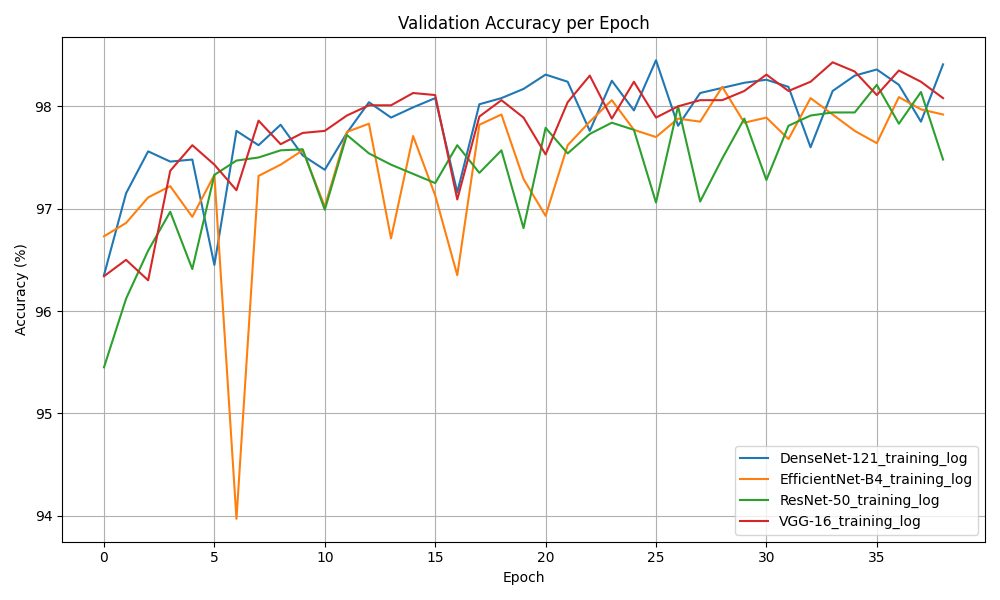 Validation Accuracy per Epoch
Accuracy (%)
98
97
96
95
94
0 5 10 15 20 25 30 35
Epoch
DenseNet-121_training_log
EfficientNet-B4_training_log
ResNet-50_training_log
VGG-16_training_log